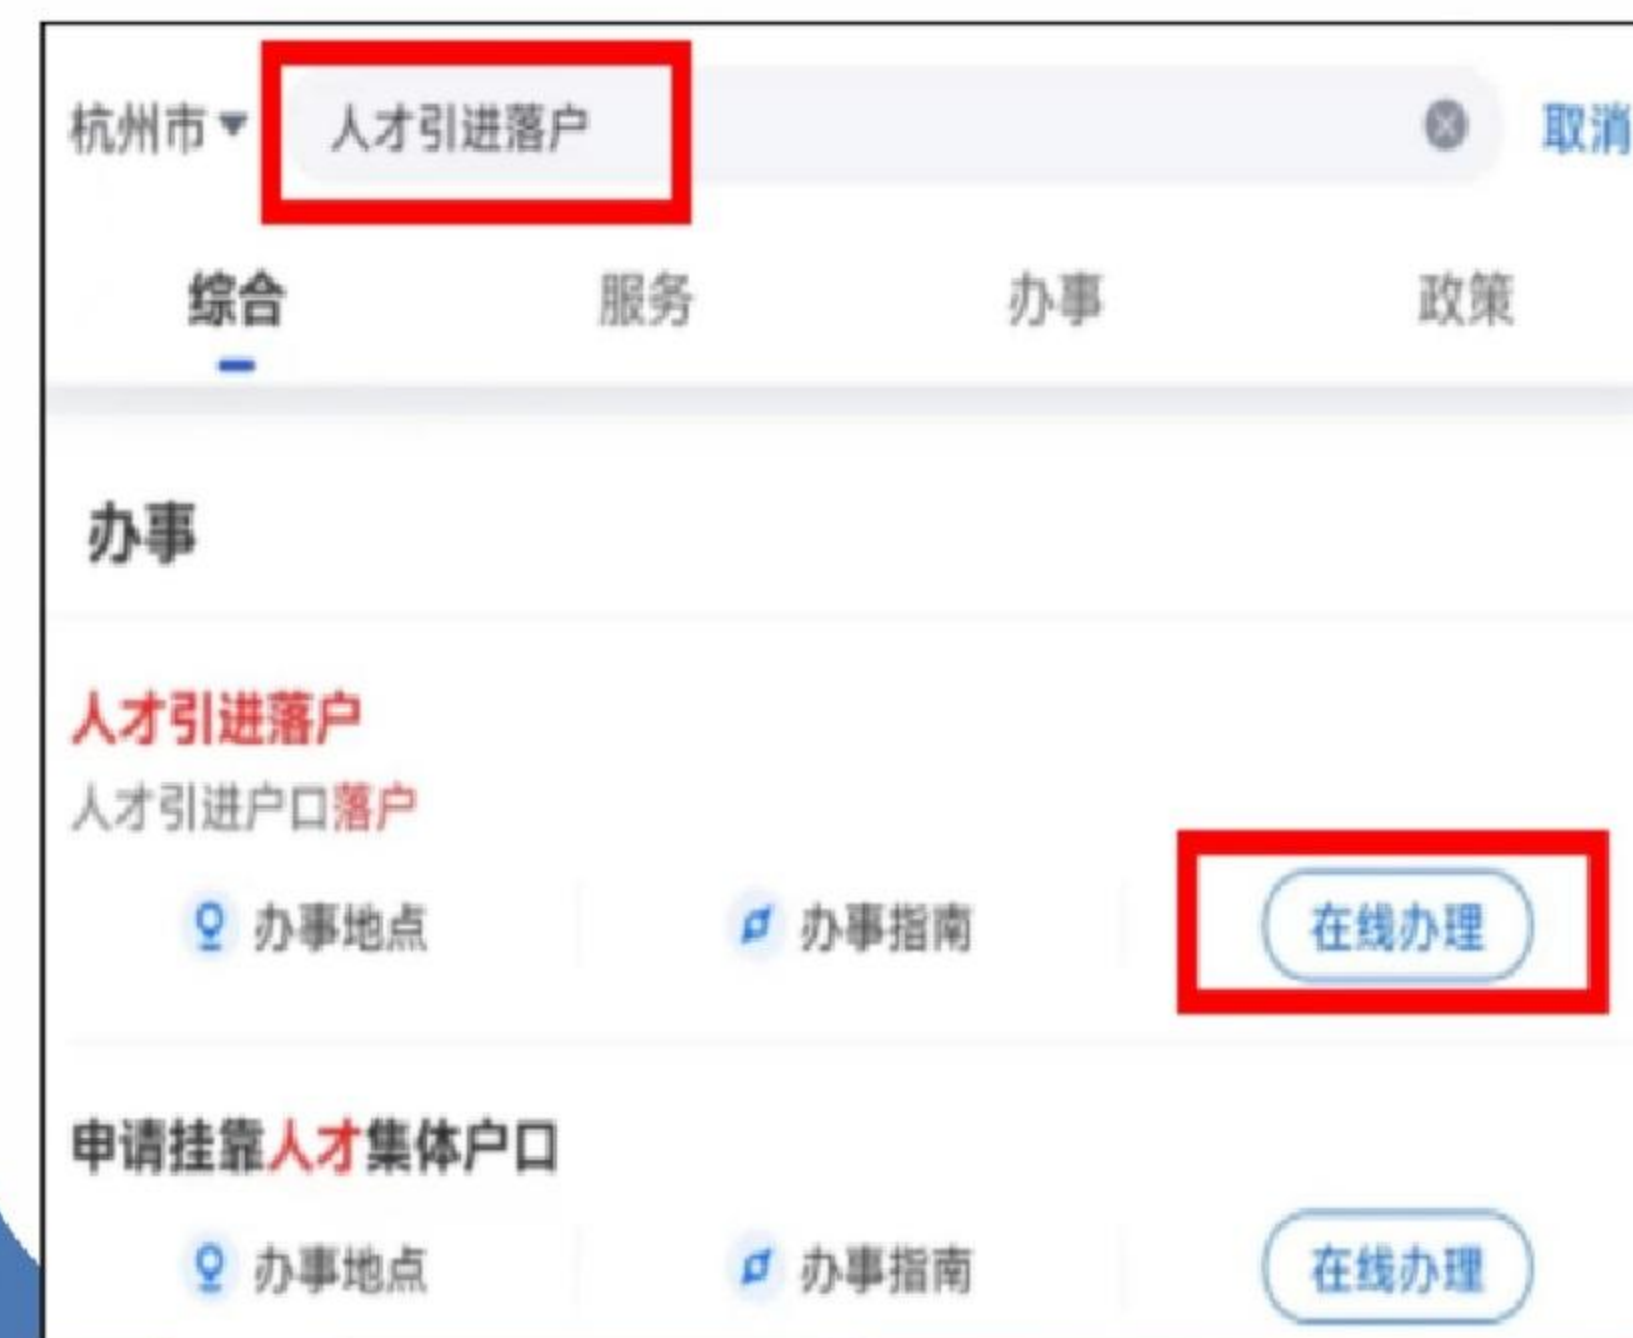 杭州市 人才引进落户 取消
综合 服务 办事 政策
办事
人才引进落户
人才引进户口落户
办事地点 办事指南 在线办理
申请挂靠人才集体户口
办事地点 办事指南 在线办理